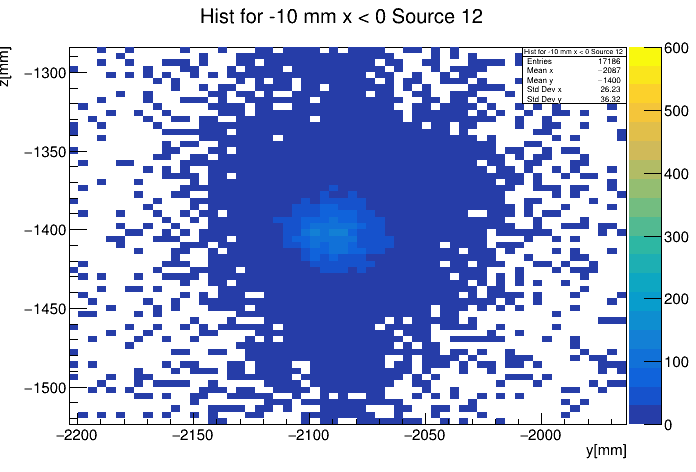 Hist for -10 mm x < 0 Source 12
z[mm]
Hist for -10 mm x < 0 Source 12
Entries 17186
Mean x −2087
Mean y −1400
Std Dev x 26.23
Std Dev y 36.32
−1300
−1350
−1400
−1450
−1500
600
500
400
300
200
100
0
−2200 −2150 −2100 −2050 −2000
y[mm]